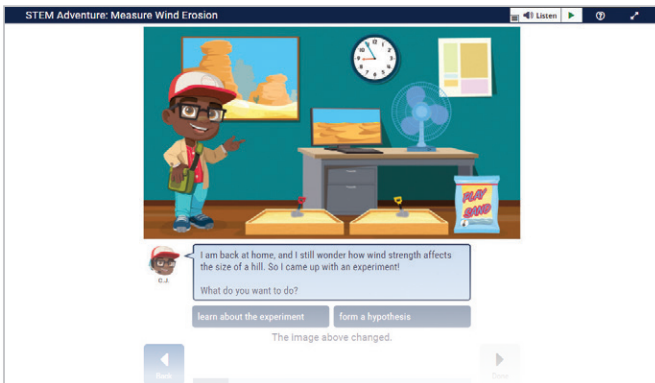 STEM Adventure: Measure Wind Erosion
Listen
PLAY
SAND
I am back at home, and I still wonder how wind strength affects
the size of a hill. So I came up with an experiment!
What do you want to do?
C.J.
learn about the experiment
form a hypothesis
The image above changed.
Back